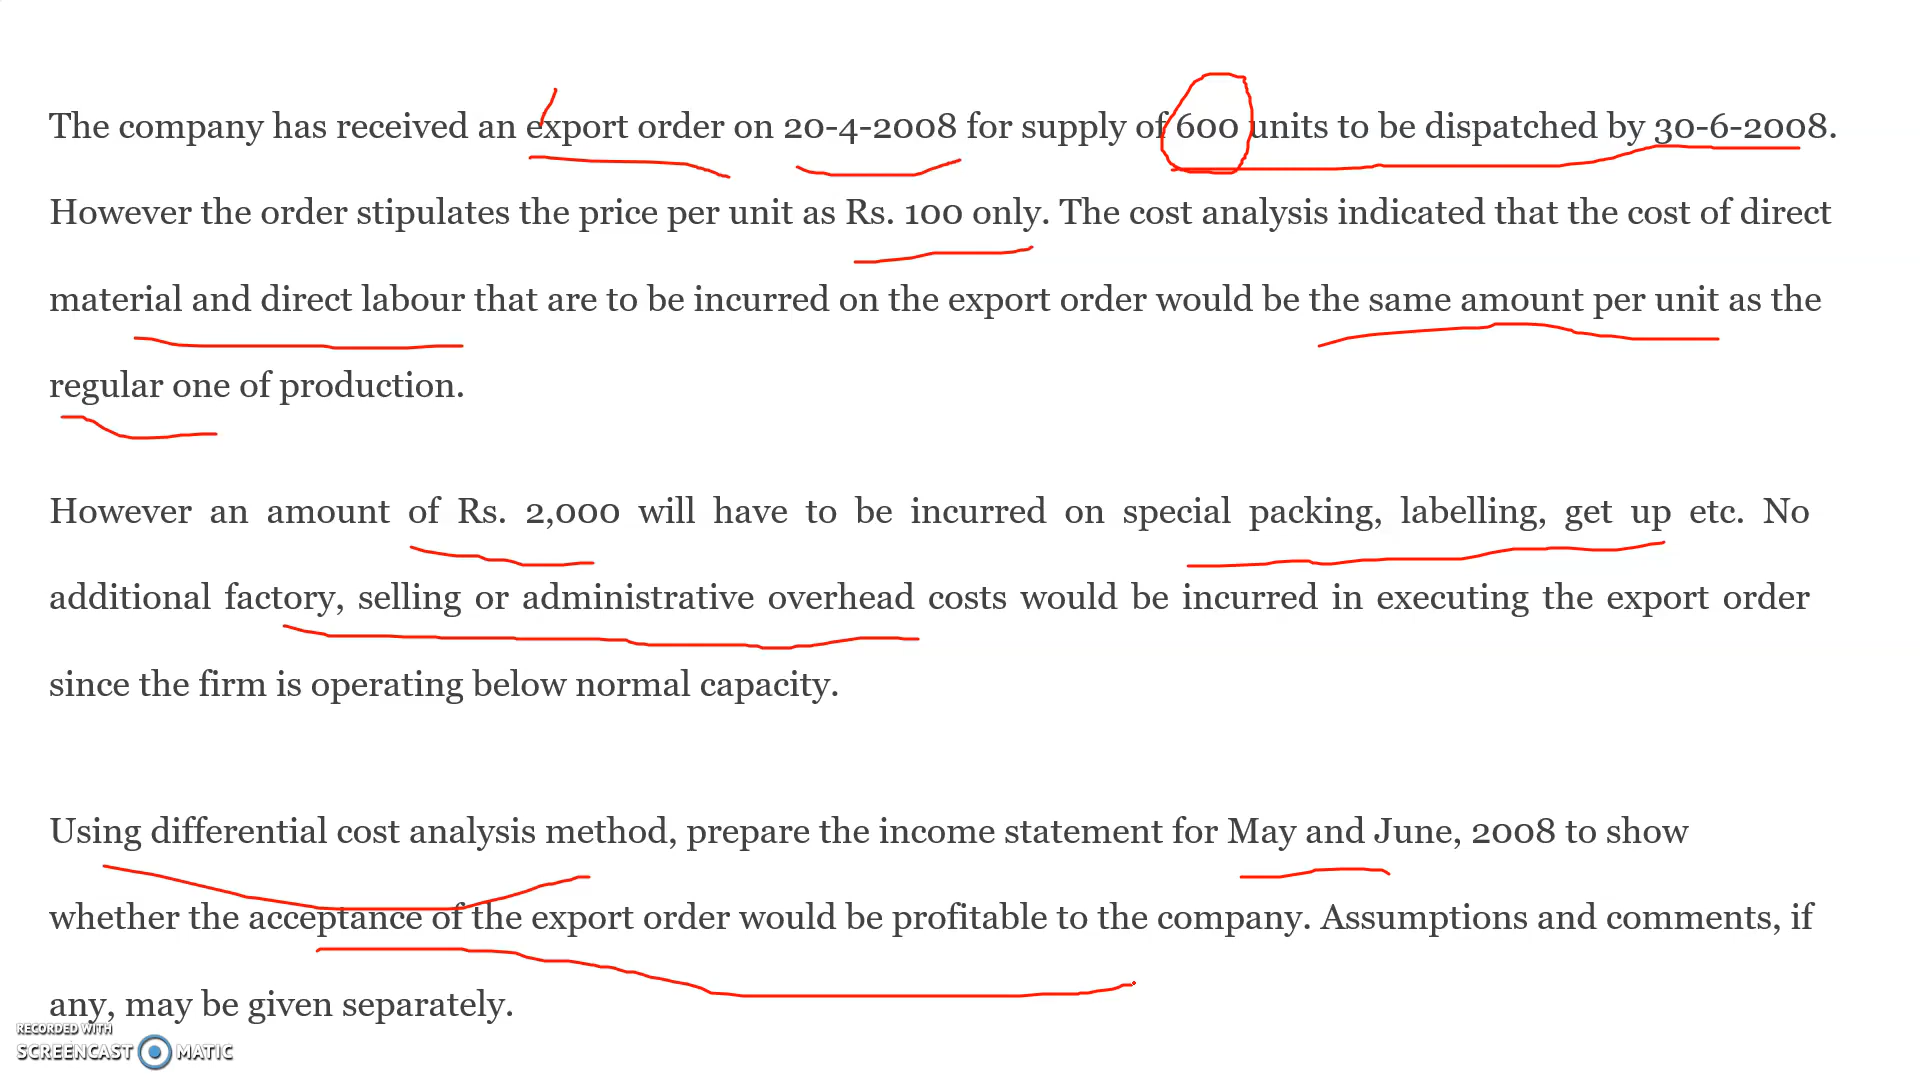 The company has received an export order on 20-4-2008 for supply of 600 units to be dispatched by 30-6-2008.
However the order stipulates the price per unit as Rs. 100 only. The cost analysis indicated that the cost of direct
material and direct labour that are to be incurred on the export order would be the same amount per unit as the
regular one of production.
However an amount of Rs. 2,000 will have to be incurred on special packing, labelling, get up etc. No
additional factory, selling or administrative overhead costs would be incurred in executing the export order
since the firm is operating below normal capacity.
Using differential cost analysis method, prepare the income statement for May and June, 2008 to show
whether the acceptance of the export order would be profitable to the company. Assumptions and comments, if
any, may be given separately.
RECORDED WITH
SCREENCAST MATIC